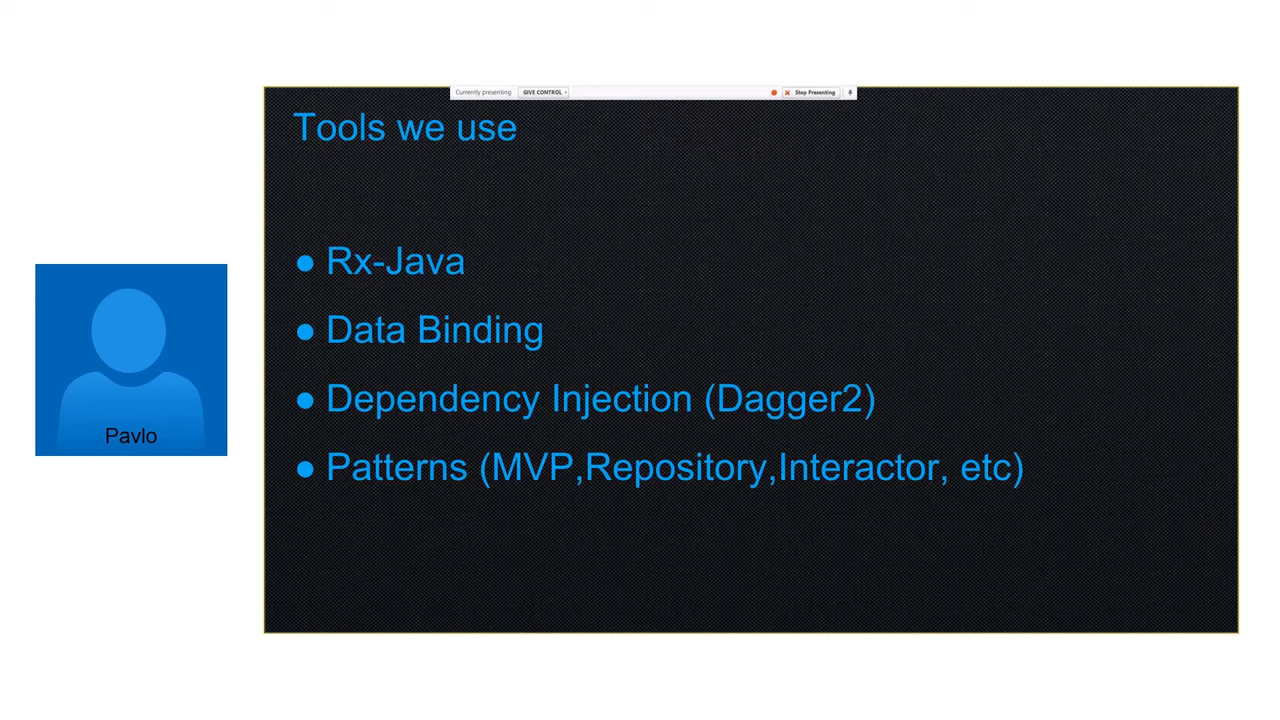 Currently presenting GIVE CONTROL Stop Presenting
Tools we use
● Rx-Java
● Data Binding
● Dependency Injection (Dagger2)
● Patterns (MVP,Repository,Interactor, etc)
Pavlo